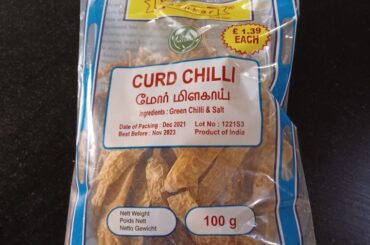 £ 1.39
EACH
CURD CHILLI
மோர் மிளகாய்
Ingredients : Green Chilli & Salt
Date of Packing : Dec 2021 Lot No : 1221S3
Best Before : Nov 2023 Product of India
Nett Weight
Poids Nett
Netto Gewicht
100 g